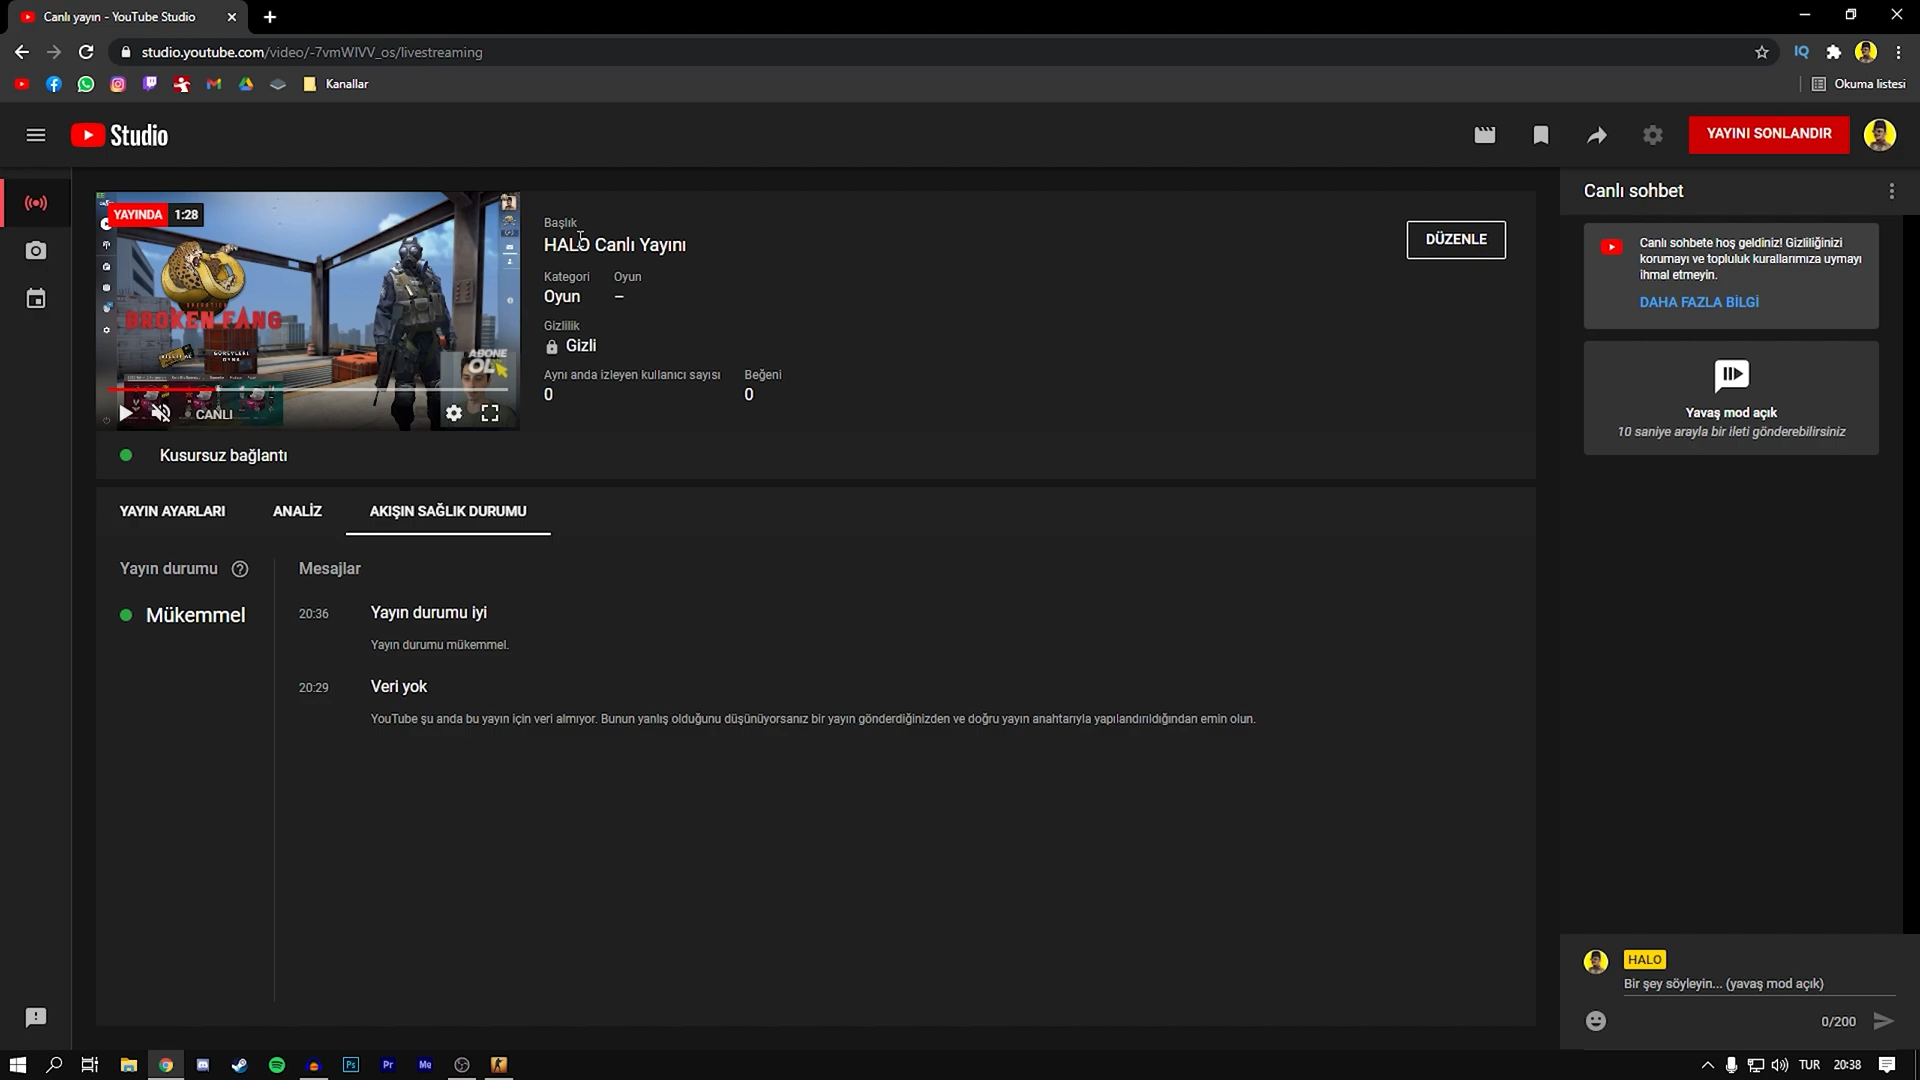 Canlı yayın - YouTube Studio
studio.youtube.com/video/-7vmWlVV_os/livestreaming
IQ
Kanallar
Okuma listesi
Studio
YAYINI SONLANDIR
YAYINDA 1:28
BROKEN FANG
ABONE
OL
CANLI
Başlık
HALO Canlı Yayını
DÜZENLE
Kategori Oyun
Oyun –
Gizlilik
Gizli
Aynı anda izleyen kullanıcı sayısı Beğeni
0 0
Kusursuz bağlantı
YAYIN AYARLARI ANALİZ AKIŞIN SAĞLIK DURUMU
Yayın durumu Mesajlar
Mükemmel
20:36 Yayın durumu iyi
Yayın durumu mükemmel.
20:29 Veri yok
YouTube şu anda bu yayın için veri almıyor. Bunun yanlış olduğunu düşünüyorsanız bir yayın gönderdiğinizden ve doğru yayın anahtarıyla yapılandırıldığından emin olun.
Canlı sohbet
Canlı sohbete hoş geldiniz! Gizliliğinizi
korumayı ve topluluk kurallarımıza uymayı
ihmal etmeyin.
DAHA FAZLA BİLGİ
Yavaş mod açık
10 saniye arayla bir ileti gönderebilirsiniz
HALO
Bir şey söyleyin... (yavaş mod açık)
0/200
Ps Pr Me
TUR 20:38